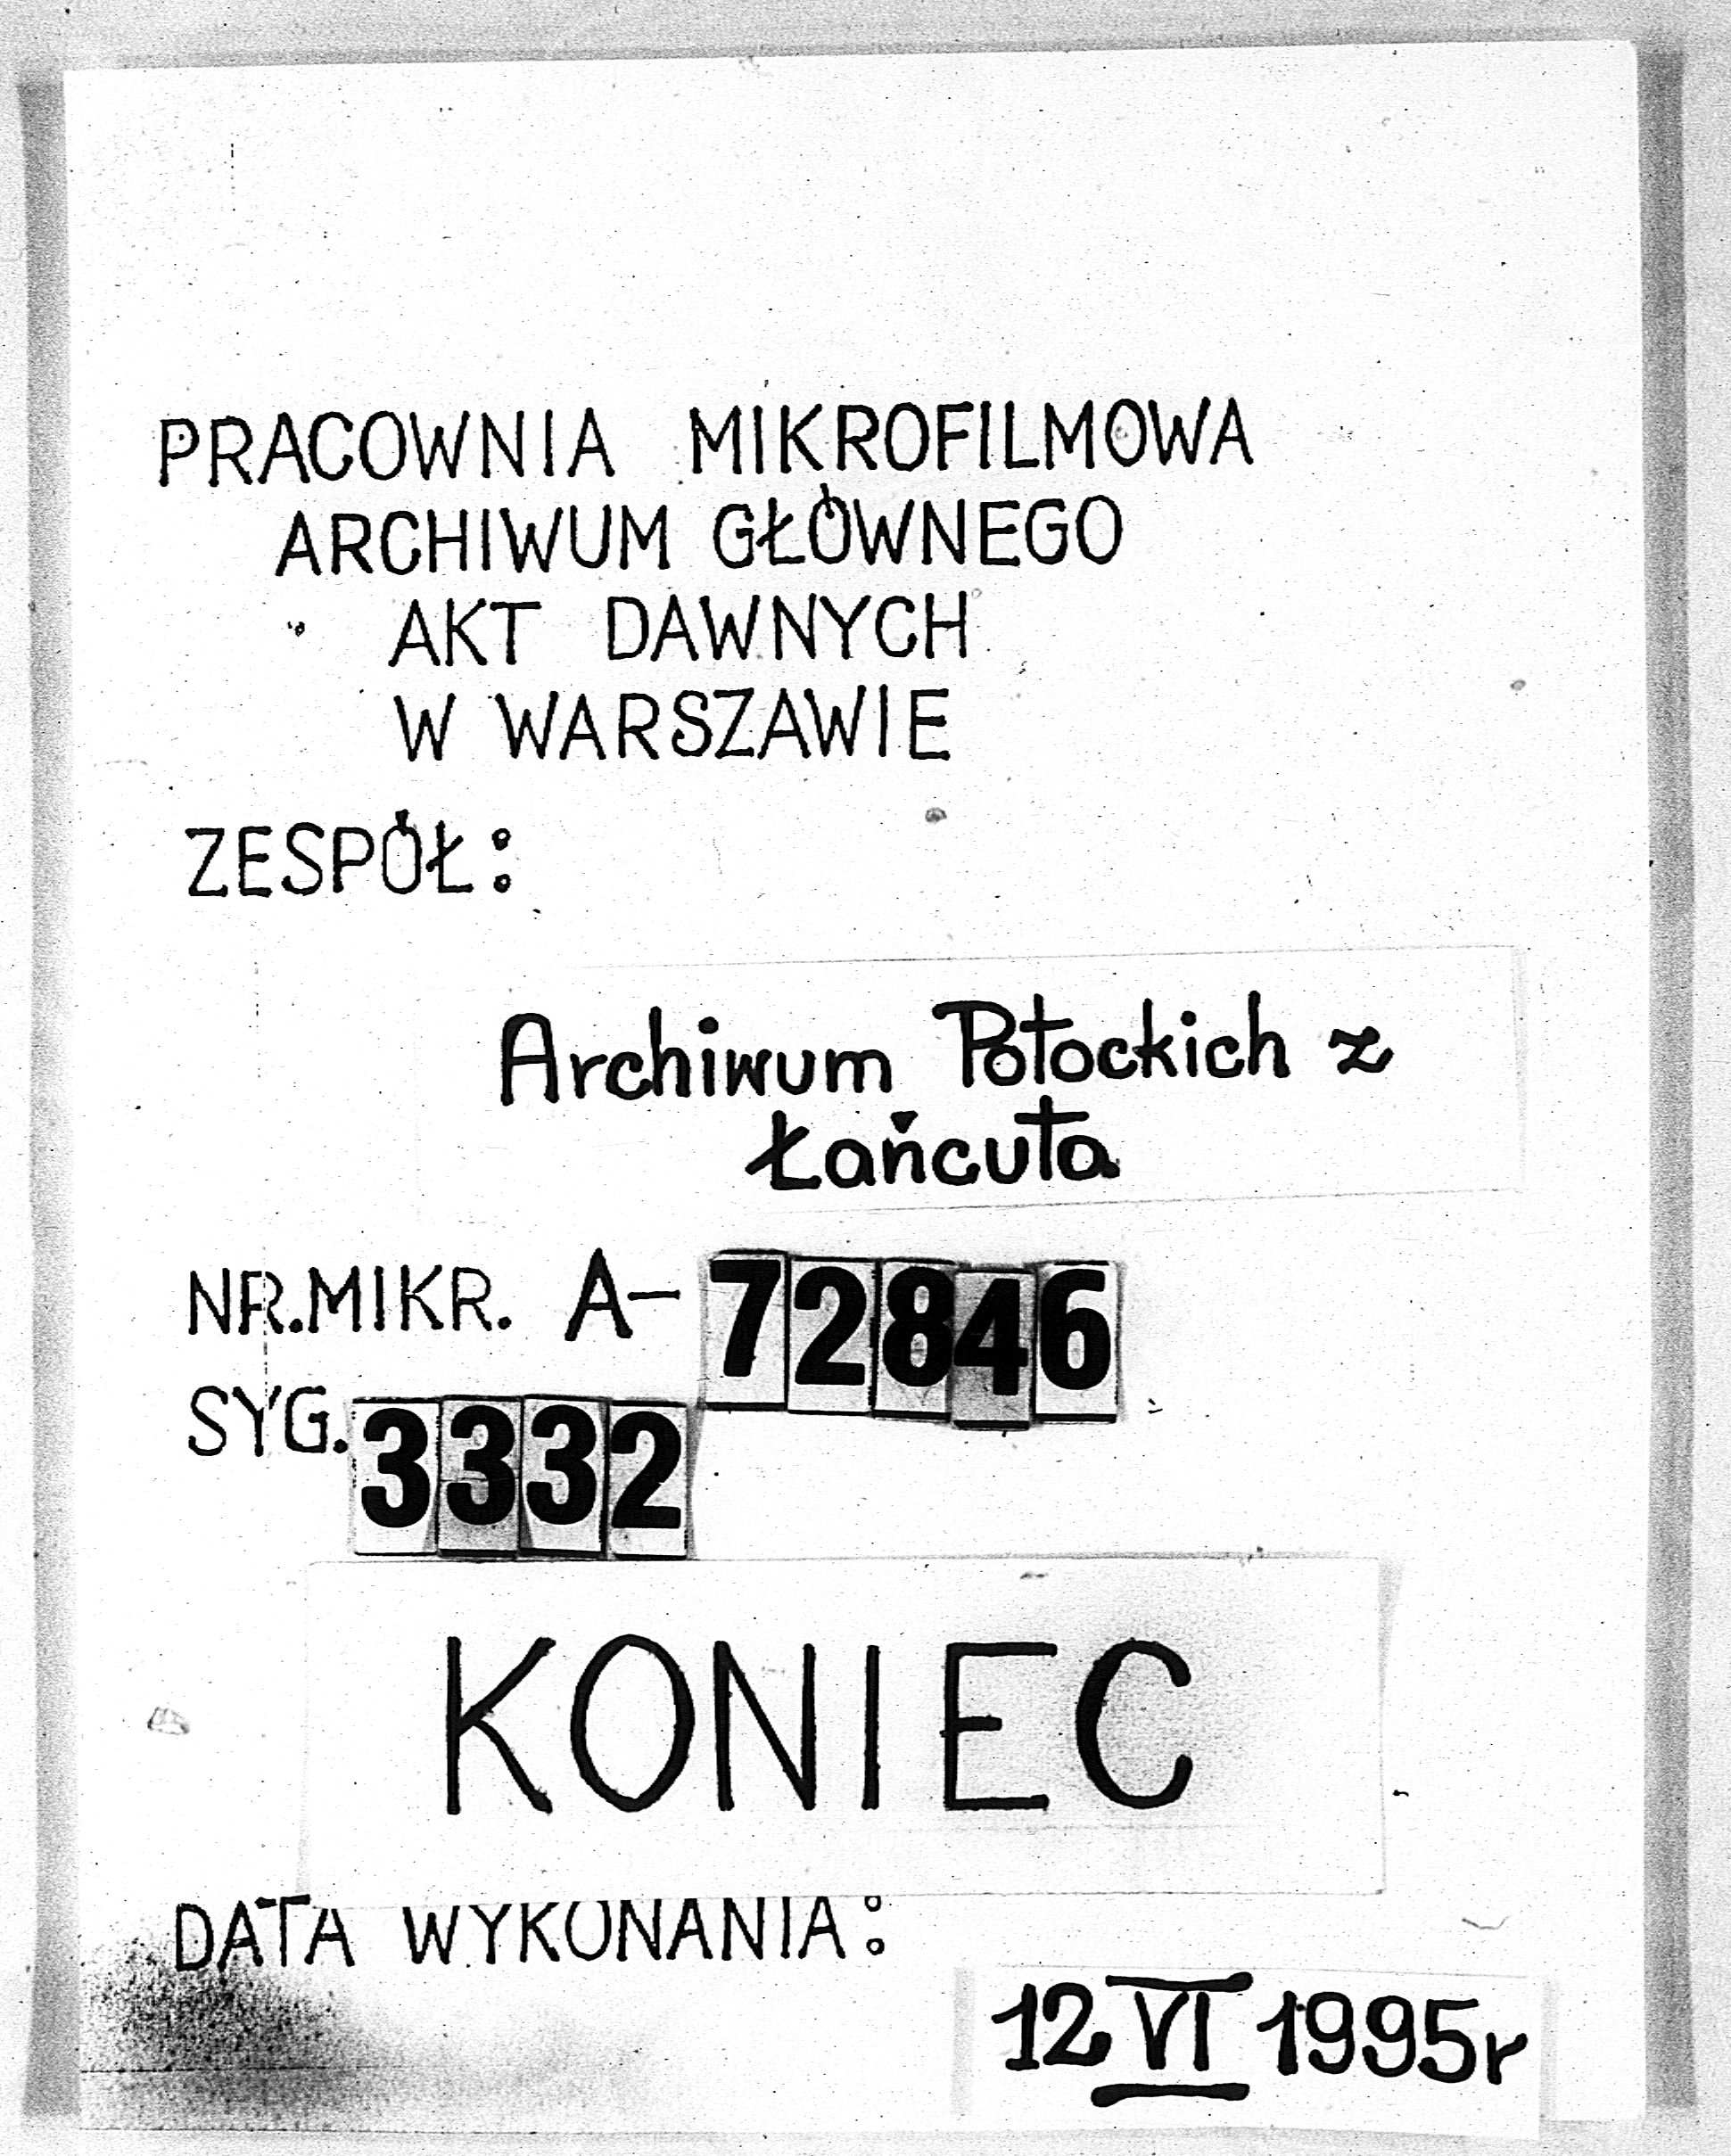 PRACOWNIA MIKROFILMOWA
ARCHIWUM GŁÓWNEGO
AKT DAWNYCH
W WARSZAWIE
ZESPÓŁ:
Archiwum Potockich z
Łańcuta
NR.MIKR. A-72846
SYG. 3332
KONIEC
DATA WYKONANIA:
12 VI 1995r